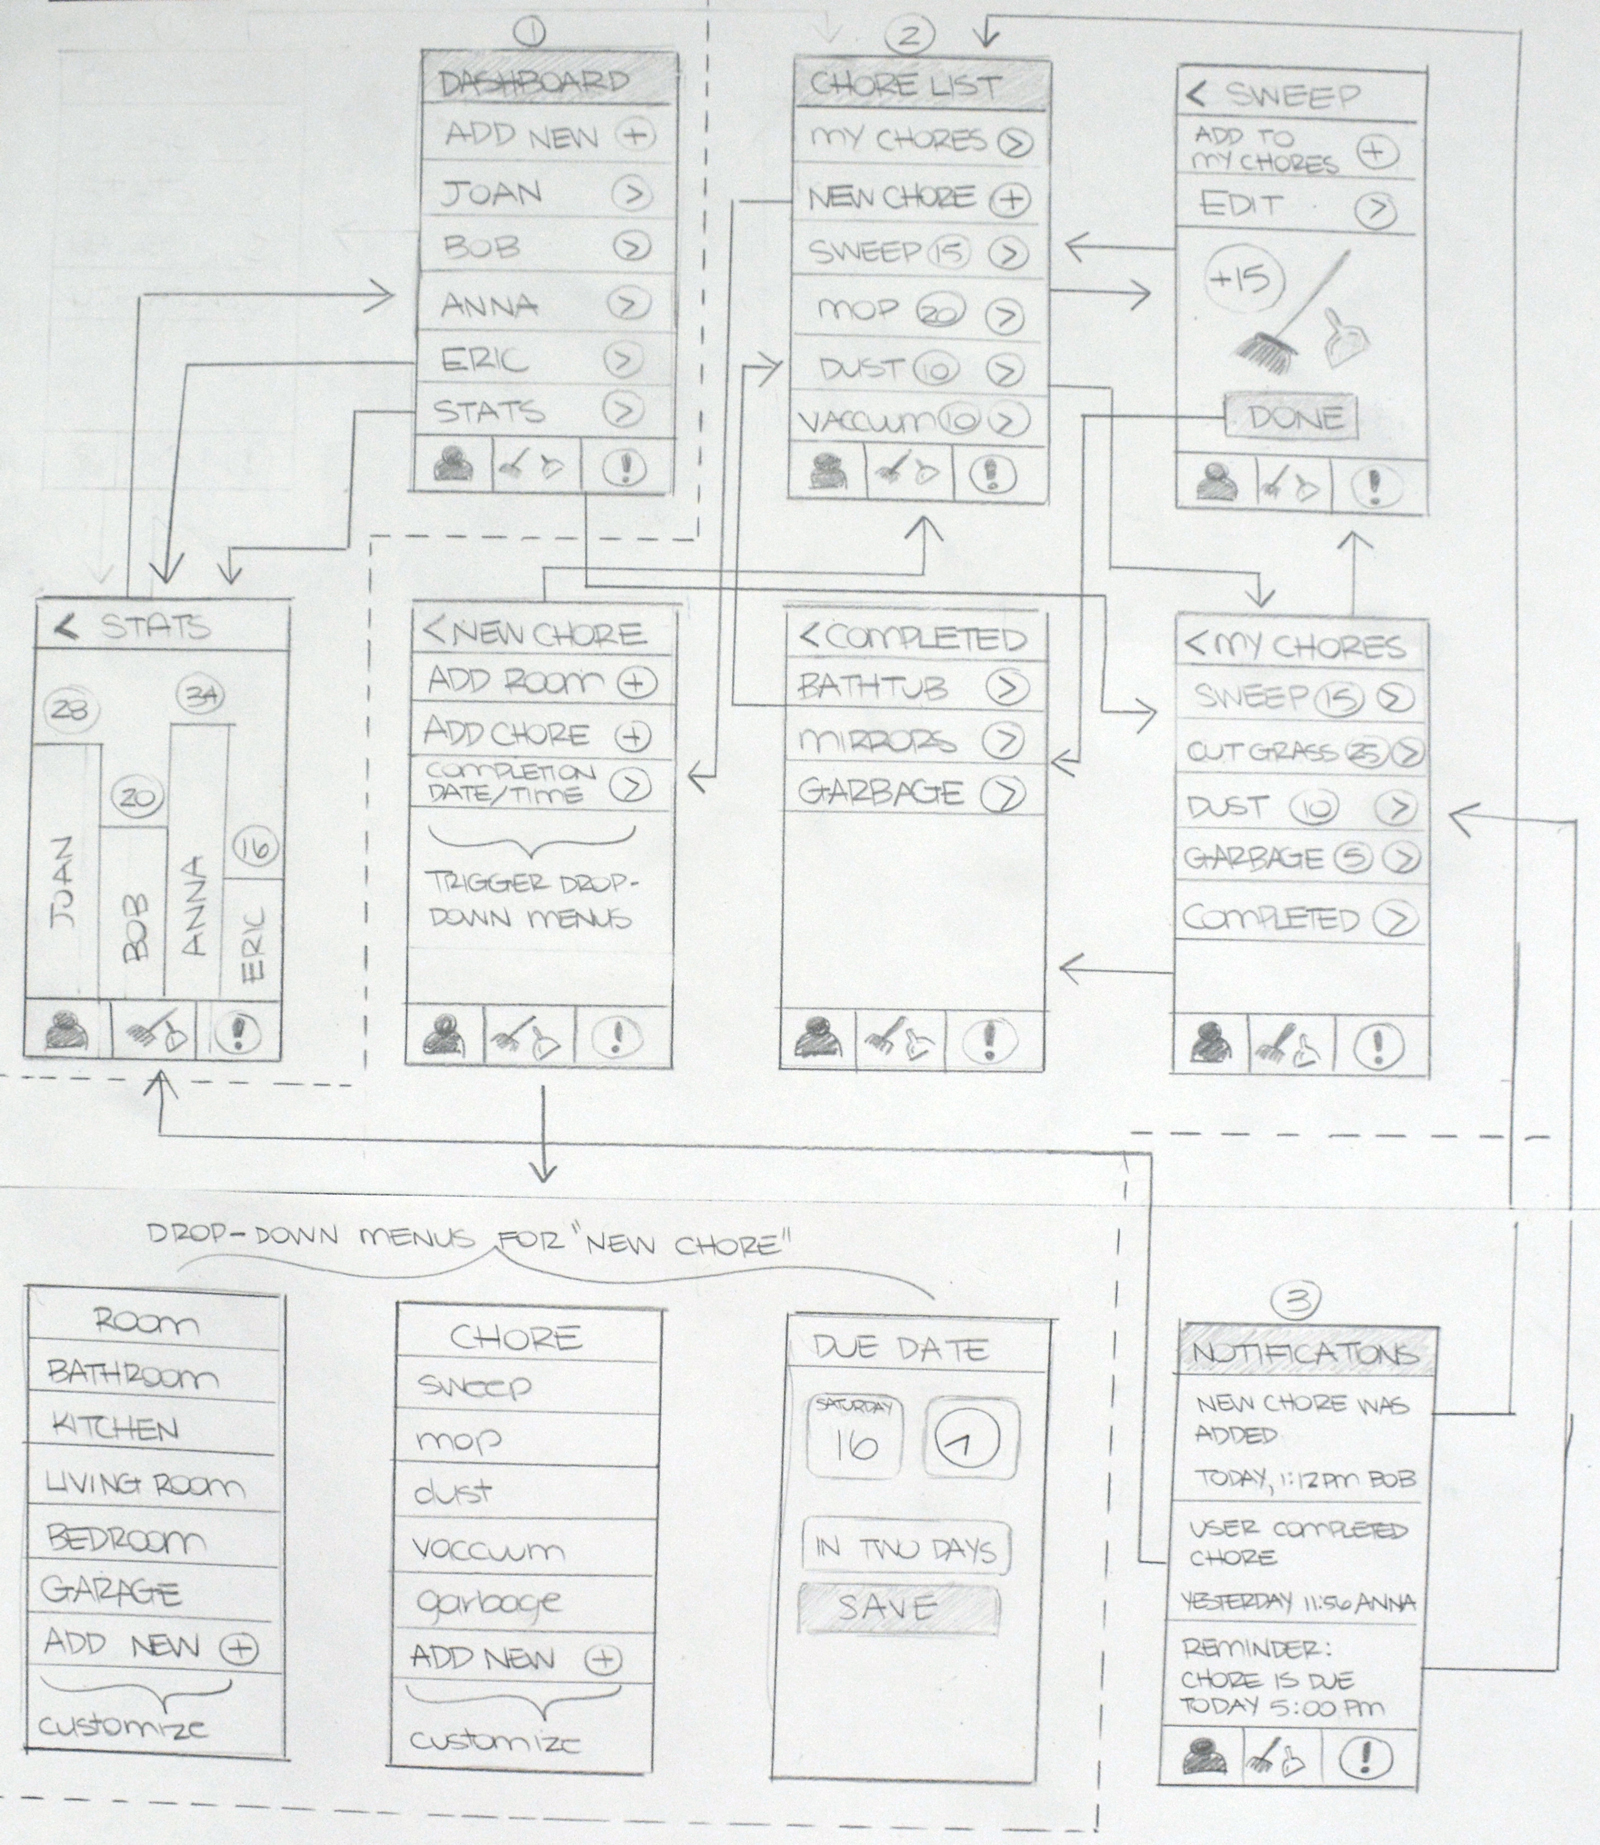 1
DASHBOARD
ADD NEW +
JOAN >
BOB >
ANNA >
ERIC >
STATS >
!
2
CHORE LIST
MY CHORES >
NEW CHORE +
SWEEP 15 >
MOP 20 >
DUST 10 >
VACCUUM 10 >
!
< SWEEP
ADD TO
MY CHORES +
EDIT >
+15
DONE
!
< STATS
28
20
34
16
JOAN
BOB
ANNA
ERIC
!
< NEW CHORE
ADD ROOM +
ADD CHORE +
COMPLETION
DATE/TIME >
TRIGGER DROP-
DOWN MENUS
!
< COMPLETED
BATHTUB >
MIRRORS >
GARBAGE >
!
< MY CHORES
SWEEP 15 >
CUT GRASS 25 >
DUST 10 >
GARBAGE 5 >
COMPLETED >
!
DROP-DOWN MENUS FOR "NEW CHORE"
ROOM
BATHROOM
KITCHEN
LIVING ROOM
BEDROOM
GARAGE
ADD NEW +
customize
CHORE
sweep
mop
dust
vaccuum
garbage
ADD NEW +
customize
DUE DATE
SATURDAY
16
IN TWO DAYS
SAVE
3
NOTIFICATIONS
NEW CHORE WAS
ADDED
TODAY, 1:12PM BOB
USER COMPLETED
CHORE
YESTERDAY 11:56 ANNA
REMINDER:
CHORE IS DUE
TODAY 5:00 PM
!